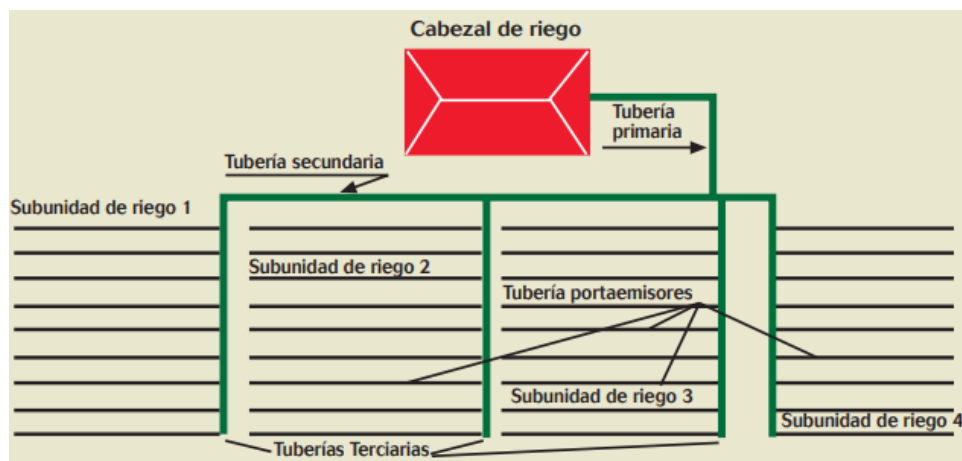 Cabezal de riego
Tubería
primaria
Tubería secundaria
Subunidad de riego 1
Subunidad de riego 2
Tubería portaemisores
Subunidad de riego 3
Subunidad de riego 4
Tuberías Terciarias